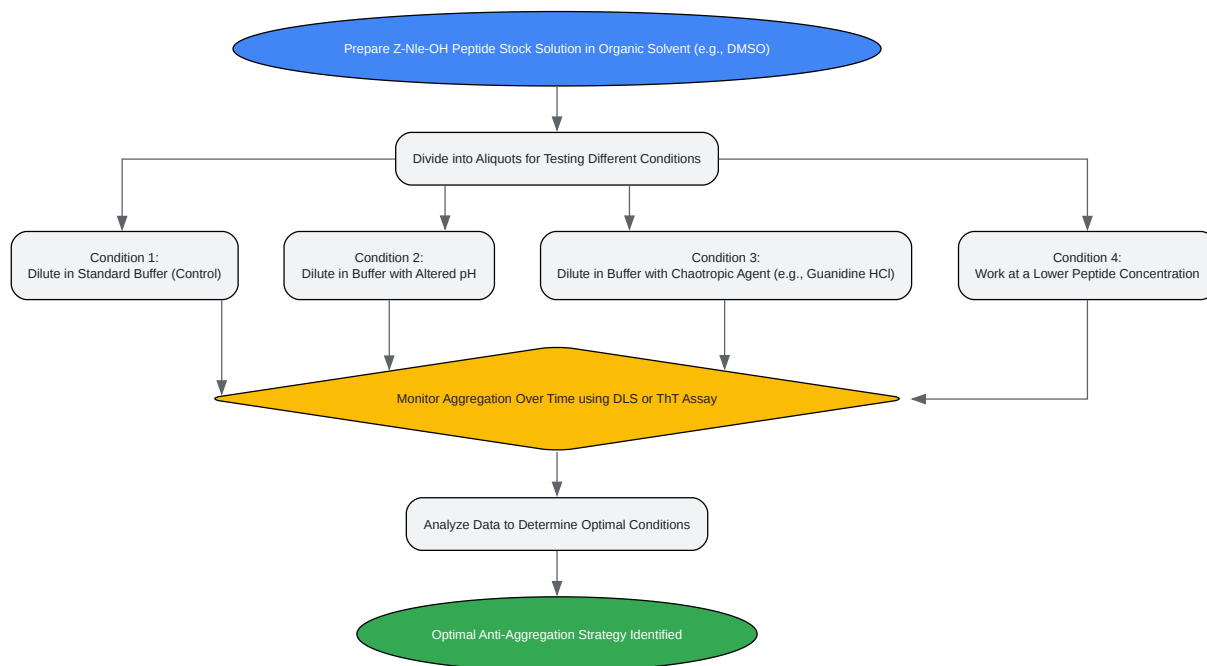 Prepare Z-Nle-OH Peptide Stock Solution in Organic Solvent (e.g., DMSO)
Divide into Aliquots for Testing Different Conditions
Condition 1:
Dilute in Standard Buffer (Control)
Condition 2:
Dilute in Buffer with Altered pH
Condition 3:
Dilute in Buffer with Chaotropic Agent (e.g., Guanidine HCl)
Condition 4:
Work at a Lower Peptide Concentration
Monitor Aggregation Over Time using DLS or ThT Assay
Analyze Data to Determine Optimal Conditions
Optimal Anti-Aggregation Strategy Identified